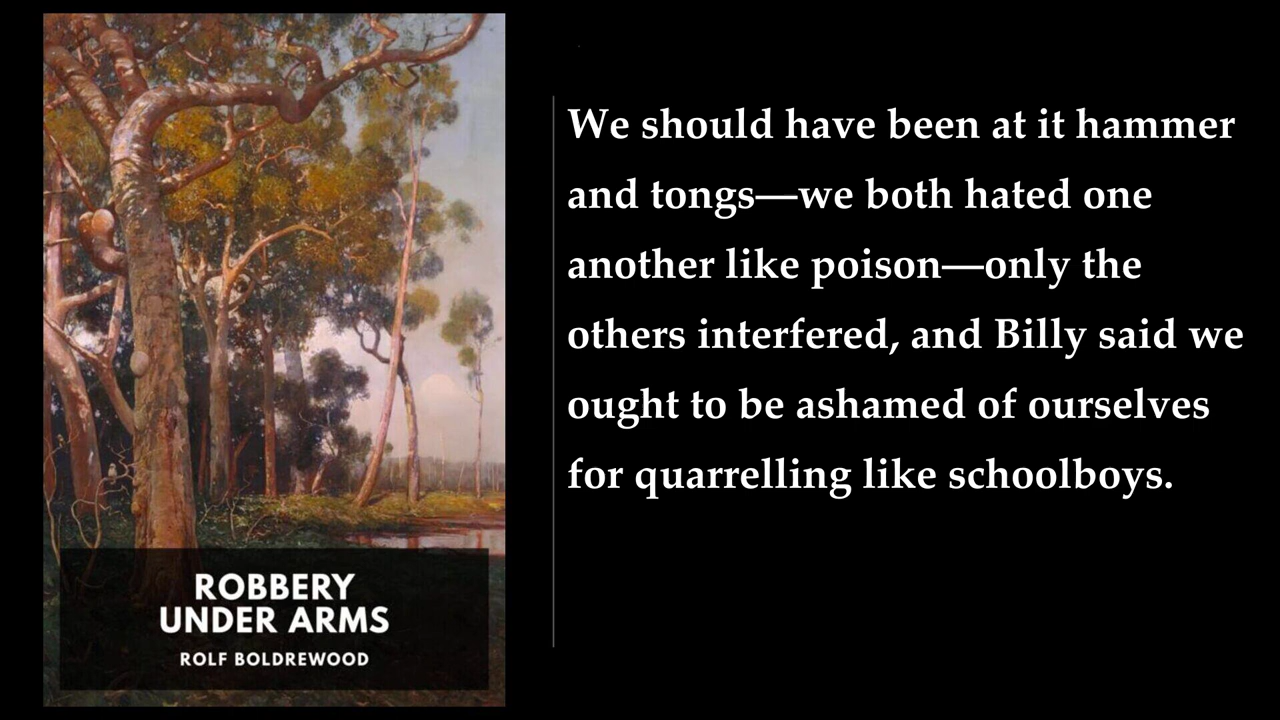 We should have been at it hammer
and tongs—we both hated one
another like poison—only the
others interfered, and Billy said we
ought to be ashamed of ourselves
for quarrelling like schoolboys.
ROBBERY
UNDER ARMS
ROLF BOLDREWOOD